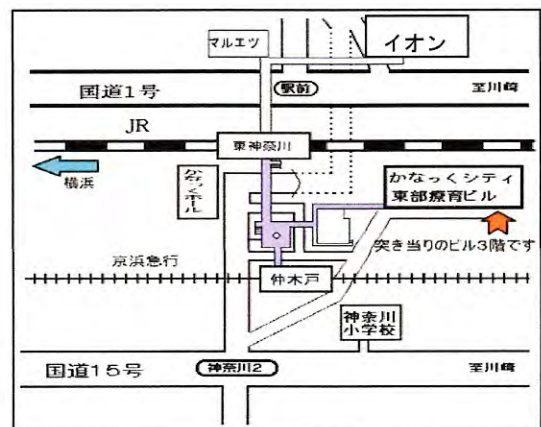 マルエツ
イオン
国道1号
駅前
至川崎
JR
東神奈川
横浜
かなっくホール
かなっくシティ
東部療育ビル
突き当りのビル3階です
京浜急行
仲木戸
神奈川
小学校
国道15号
神奈川2
至川崎